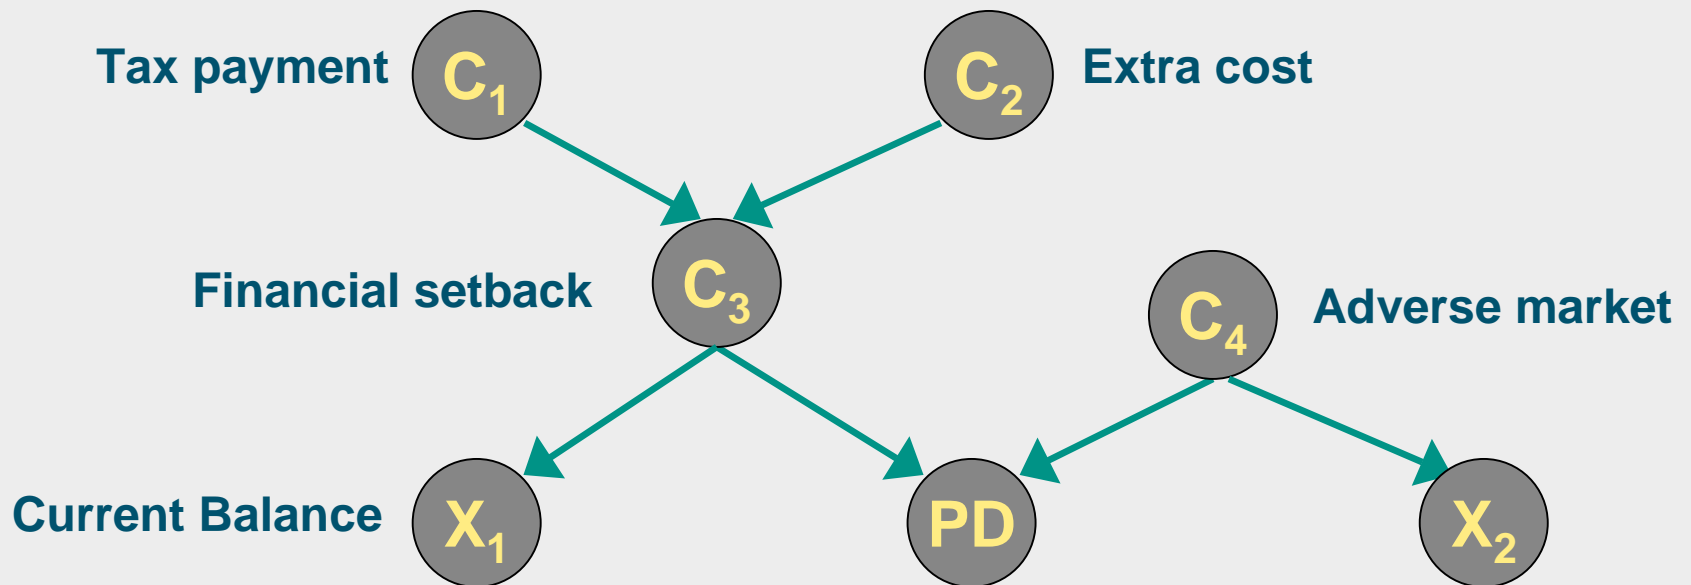 Tax payment C₁ C₂ Extra cost
Financial setback C₃
C₄ Adverse market
Current Balance X₁ PD X₂